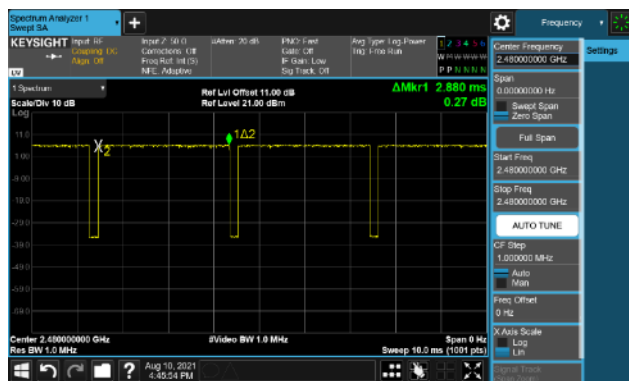 Spectrum Analyzer 1
Swept SA
Frequency
KEYSIGHT
Input: RF
Coupling: DC
Align: Off
Input Z: 50 Ω
Corrections: Off
Freq Ref: Int (S)
NFE: Adaptive
#Atten: 20 dB
PNO: Fast
Gate: Off
IF Gain: Low
Sig Track: Off
Avg Type: Log-Power
Trig: Free Run
1 2 3 4 5 6
W W W W W W
P P N N N N
LV
1 Spectrum
Scale/Div 10 dB
Log
Ref Lvl Offset 11.00 dB
Ref Level 21.00 dBm
ΔMkr1 2.880 ms
0.27 dB
11.0
1.00
-9.00
-19.0
-29.0
-39.0
-49.0
-59.0
-69.0
X2
1Δ2
Center 2.480000000 GHz
Res BW 1.0 MHz
#Video BW 1.0 MHz
Span 0 Hz
Sweep 10.0 ms (1001 pts)
Center Frequency
2.480000000 GHz
Settings
Span
0.00000000 Hz
Swept Span
Zero Span
Full Span
Start Freq
2.480000000 GHz
Stop Freq
2.480000000 GHz
AUTO TUNE
CF Step
1.000000 MHz
Auto
Man
Freq Offset
0 Hz
X Axis Scale
Log
Lin
Signal Track
?
Aug 10, 2021
4:45:54 PM